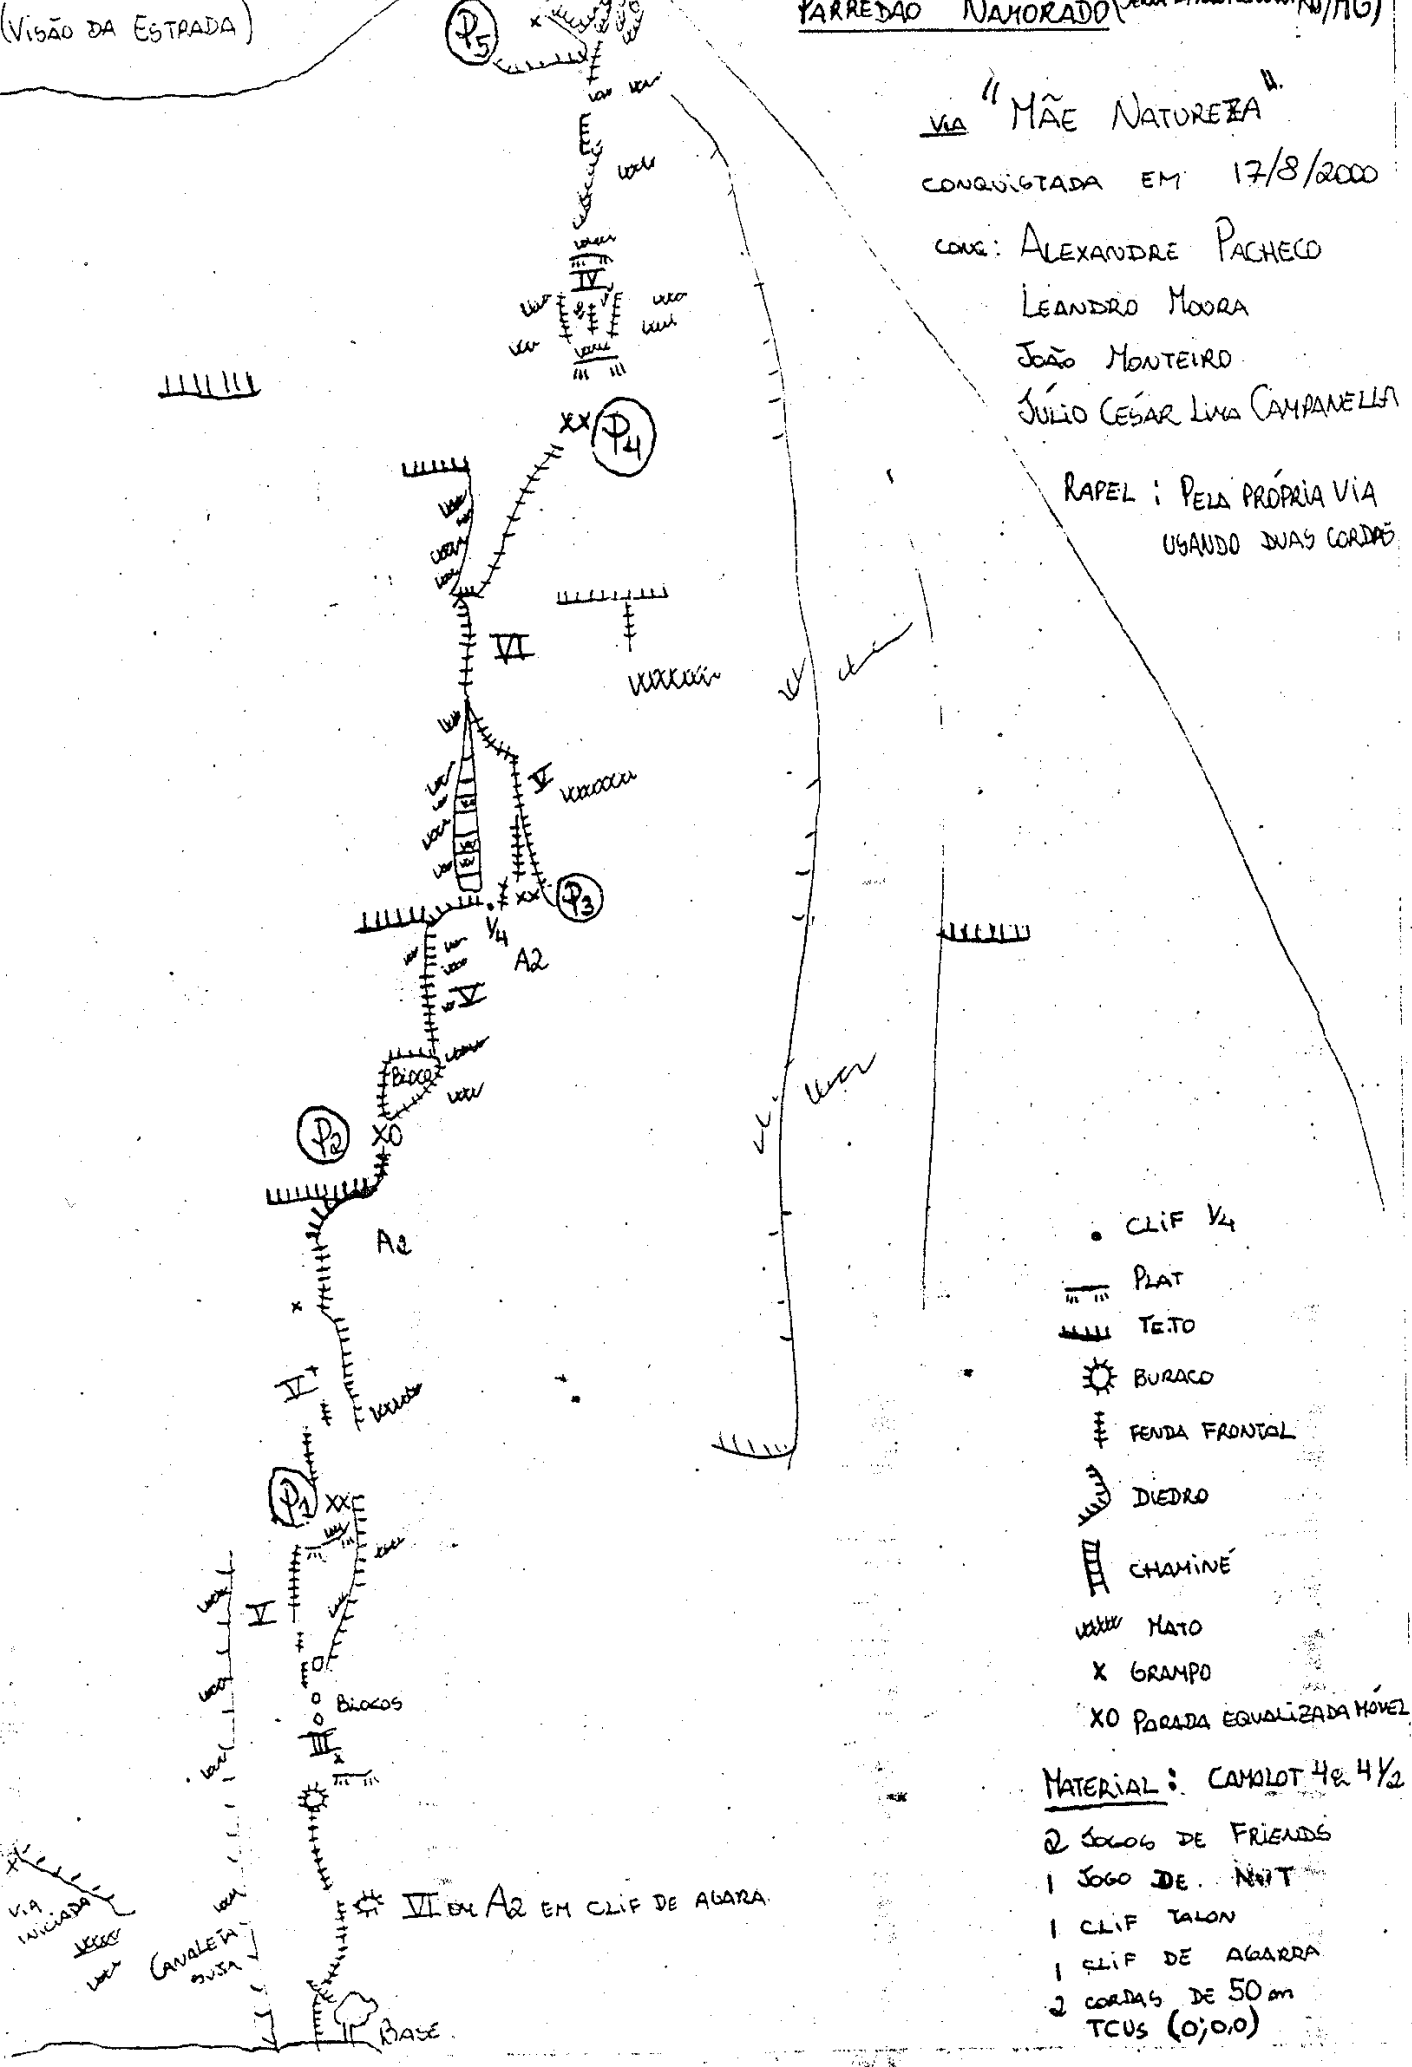 (VISÃO DA ESTRADA)
PARREDÃO NAMORADO
VIA "MÃE NATUREZA"
CONQUISTADA EM 17/8/2000
CONQ: ALEXANDRE PACHECO
LEANDRO MOURA
JOÃO MONTEIRO
JÚLIO CESÁR LIMA CAMPANELLA
RAPEL: PELA PRÓPRIA VIA
USANDO DUAS CORDAS
P5
IV
XX P4
VI
V
XX P3
1/4
A2
V
BLOCO
P2
XO
A2
X
V+
P1 XX
V
BLOCOS
III
X
VI OU A2 EM CLIF DE AGARA
X
VIA
INICIADA
CANALETA
SUJA
BASE
CLIF 1/4
PLAT
TETO
BURACO
FENDA FRONTAL
DIEDRO
CHAMINÉ
MATO
X GRAMPO
XO PARADA EQUALIZADA MÓVEL
MATERIAL: CAMALOT 4 e 4 1/2
2 JOGOS DE FRIENDS
1 JOGO DE NUT
1 CLIF TALON
1 CLIF DE AGARRA
2 CORDAS DE 50 m
TCUS (0;0,0)